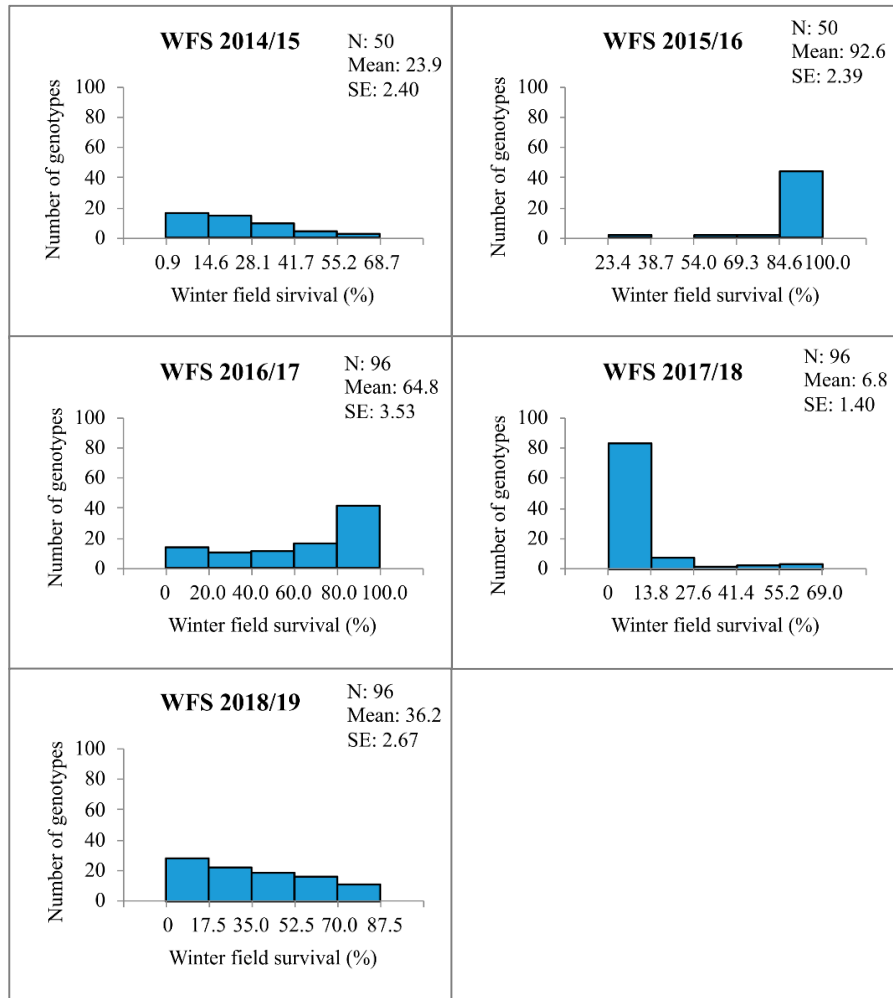 WFS 2014/15
N: 50
Mean: 23.9
SE: 2.40
Number of genotypes
100
80
60
40
20
0
0.9 14.6 28.1 41.7 55.2 68.7
Winter field sirvival (%)
WFS 2015/16
N: 50
Mean: 92.6
SE: 2.39
Number of genotypes
100
80
60
40
20
0
23.4 38.7 54.0 69.3 84.6 100.0
Winter field survival (%)
WFS 2016/17
N: 96
Mean: 64.8
SE: 3.53
Number of genotypes
100
80
60
40
20
0
0 20.0 40.0 60.0 80.0 100.0
Winter field survival (%)
WFS 2017/18
N: 96
Mean: 6.8
SE: 1.40
Number of genotypes
100
80
60
40
20
0
0 13.8 27.6 41.4 55.2 69.0
Winter field survival (%)
WFS 2018/19
N: 96
Mean: 36.2
SE: 2.67
Number of genotypes
100
80
60
40
20
0
0 17.5 35.0 52.5 70.0 87.5
Winter field survival (%)